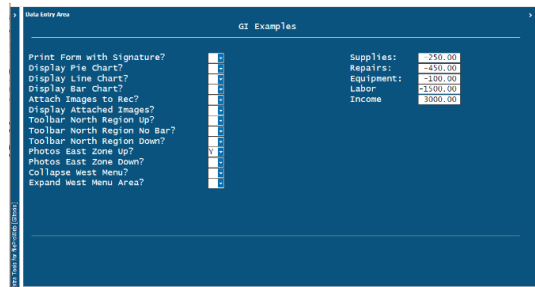 Data Entry Area
GI Examples
Print Form with Signature?
Display Pie Chart?
Display Line Chart?
Display Bar Chart?
Attach Images to Rec?
Display Attached Images?
Toolbar North Region Up?
Toolbar North Region No Bar?
Toolbar North Region Down?
Photos East Zone Up? Y
Photos East Zone Down?
Collapse West Menu?
Expand West Menu Area?
Supplies: -250.00
Repairs: -450.00
Equipment: -100.00
Labor -1500.00
Income 3000.00
Tools for